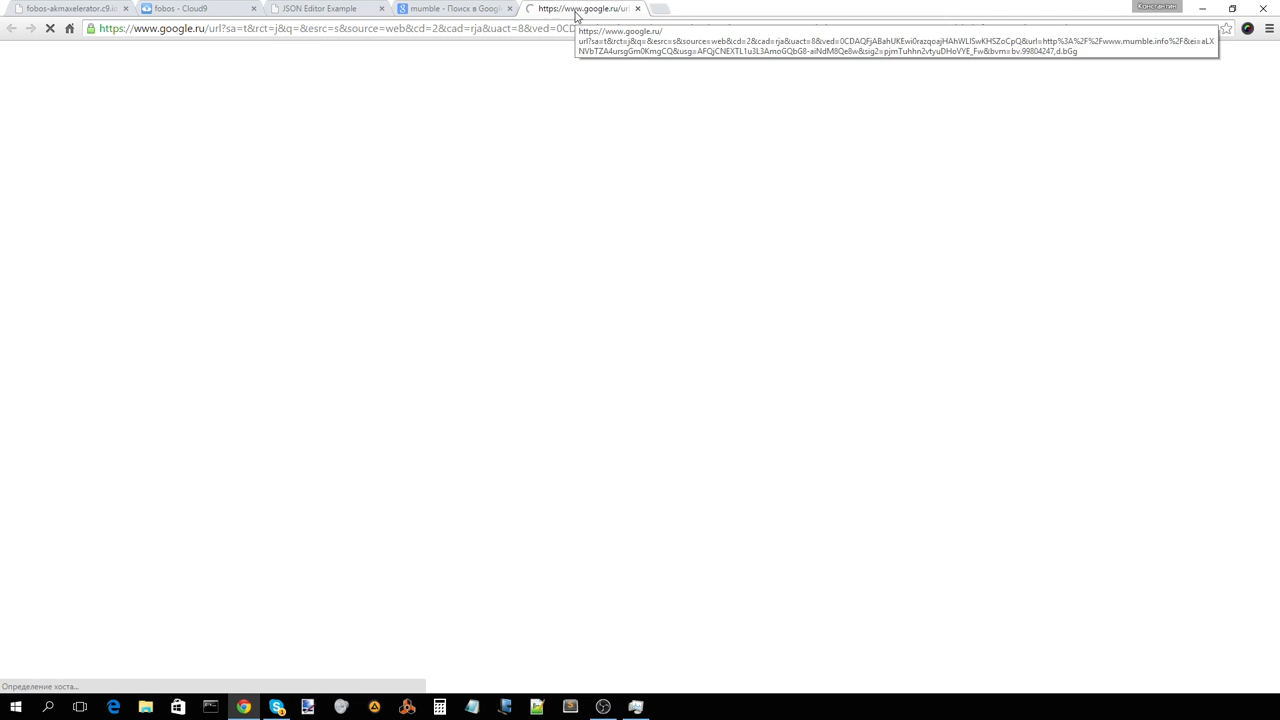 fobos-akmaxelerator.c9.io
fobos - Cloud9
JSON Editor Example
mumble - Поиск в Google
https://www.google.ru/url
Константин
https://www.google.ru/url?sa=t&rct=j&q=&esrc=s&source=web&cd=2&cad=rja&uact=8&ved=0CD
https://www.google.ru/
url?sa=t&rct=j&q=&esrc=s&source=web&cd=2&cad=rja&uact=8&ved=0CDAQFjABahUKEwi0razqoajHAhWLISwKHSZoCpQ&url=http%3A%2F%2Fwww.mumble.info%2F&ei=aLX
NVbTZA4ursgGm0KmgCQ&usg=AFQjCNEXTL1u3L3AmoGQbG8-aiNdM8Qe8w&sig2=pjmTuhhn2vtyuDHoVYE_Fw&bvm=bv.99804247,d.bGg
Определение хоста...